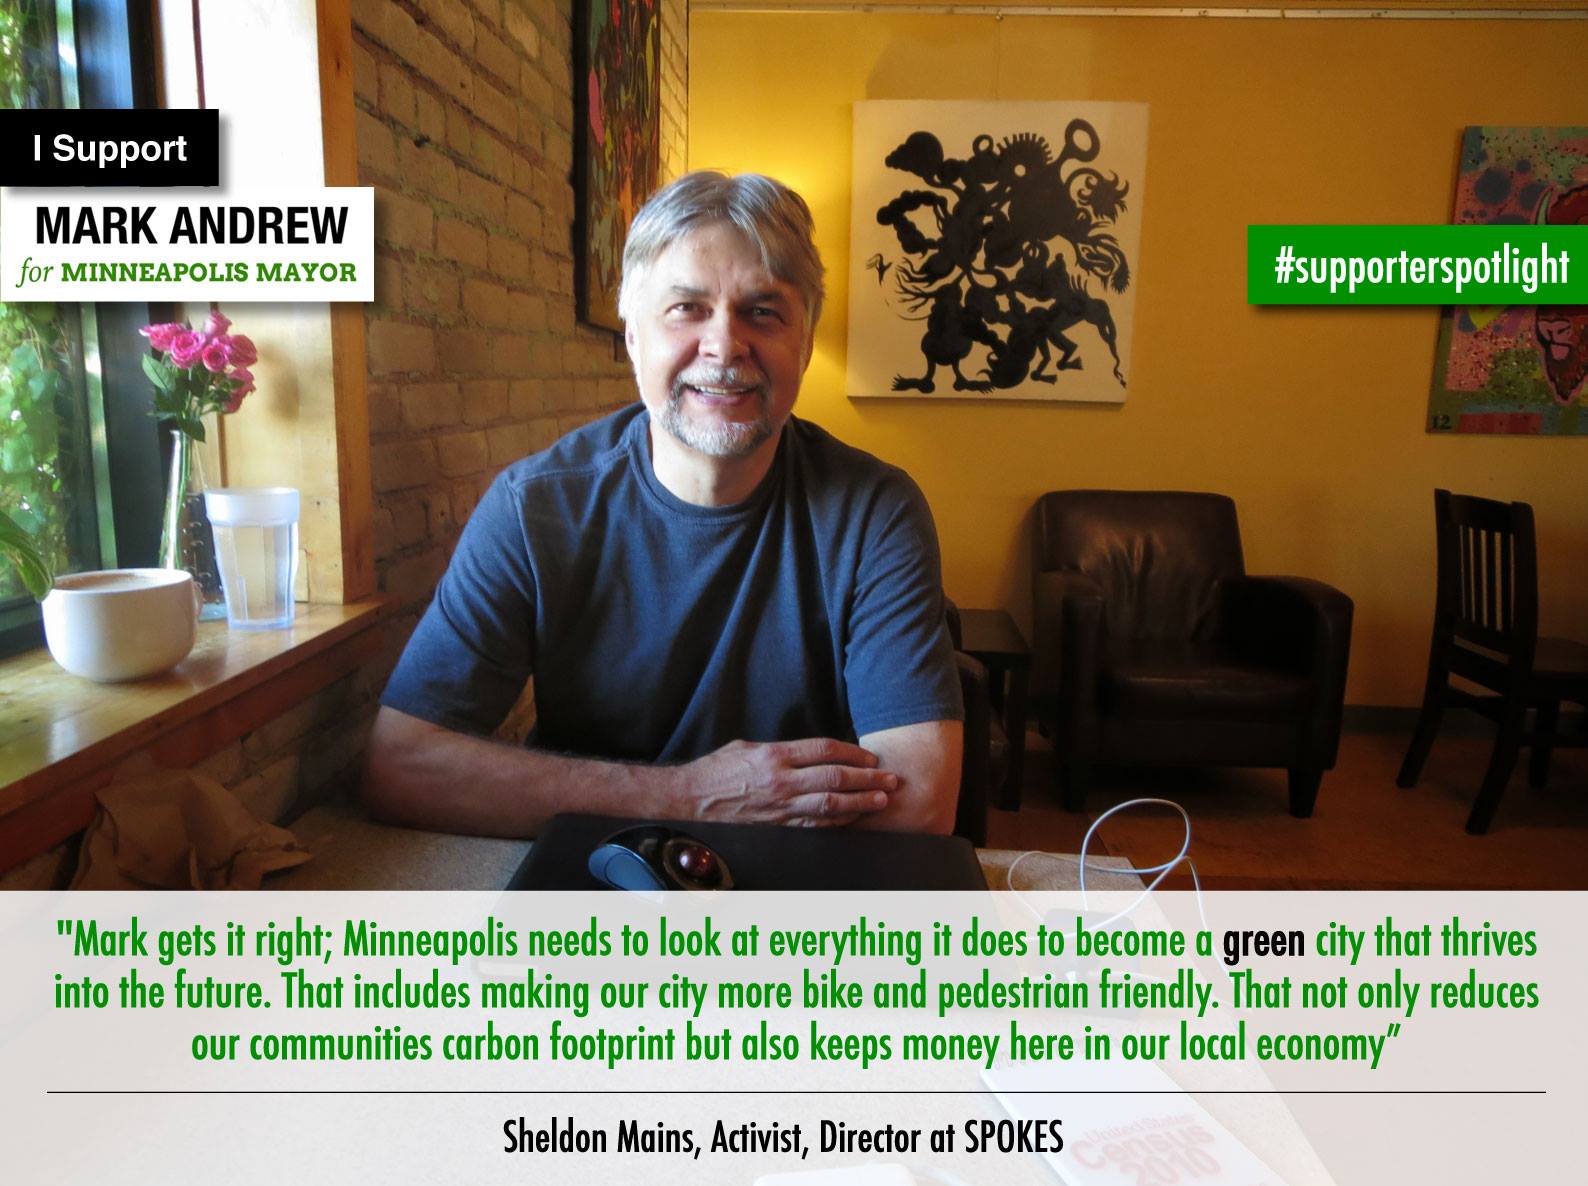 I Support
MARK ANDREW
for MINNEAPOLIS MAYOR
#supporterspotlight
12
"Mark gets it right; Minneapolis needs to look at everything it does to become a green city that thrives
into the future. That includes making our city more bike and pedestrian friendly. That not only reduces
our communities carbon footprint but also keeps money here in our local economy”
Sheldon Mains, Activist, Director at SPOKES
United States
Census
2010